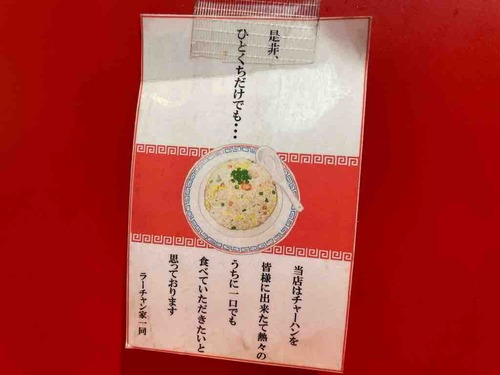 是非、
ひとくちだけでも・・・
当店はチャーハンを
皆様に出来たて熱々の
うちに一口でも
食べていただきたいと
思っております
ラーチャン家一同